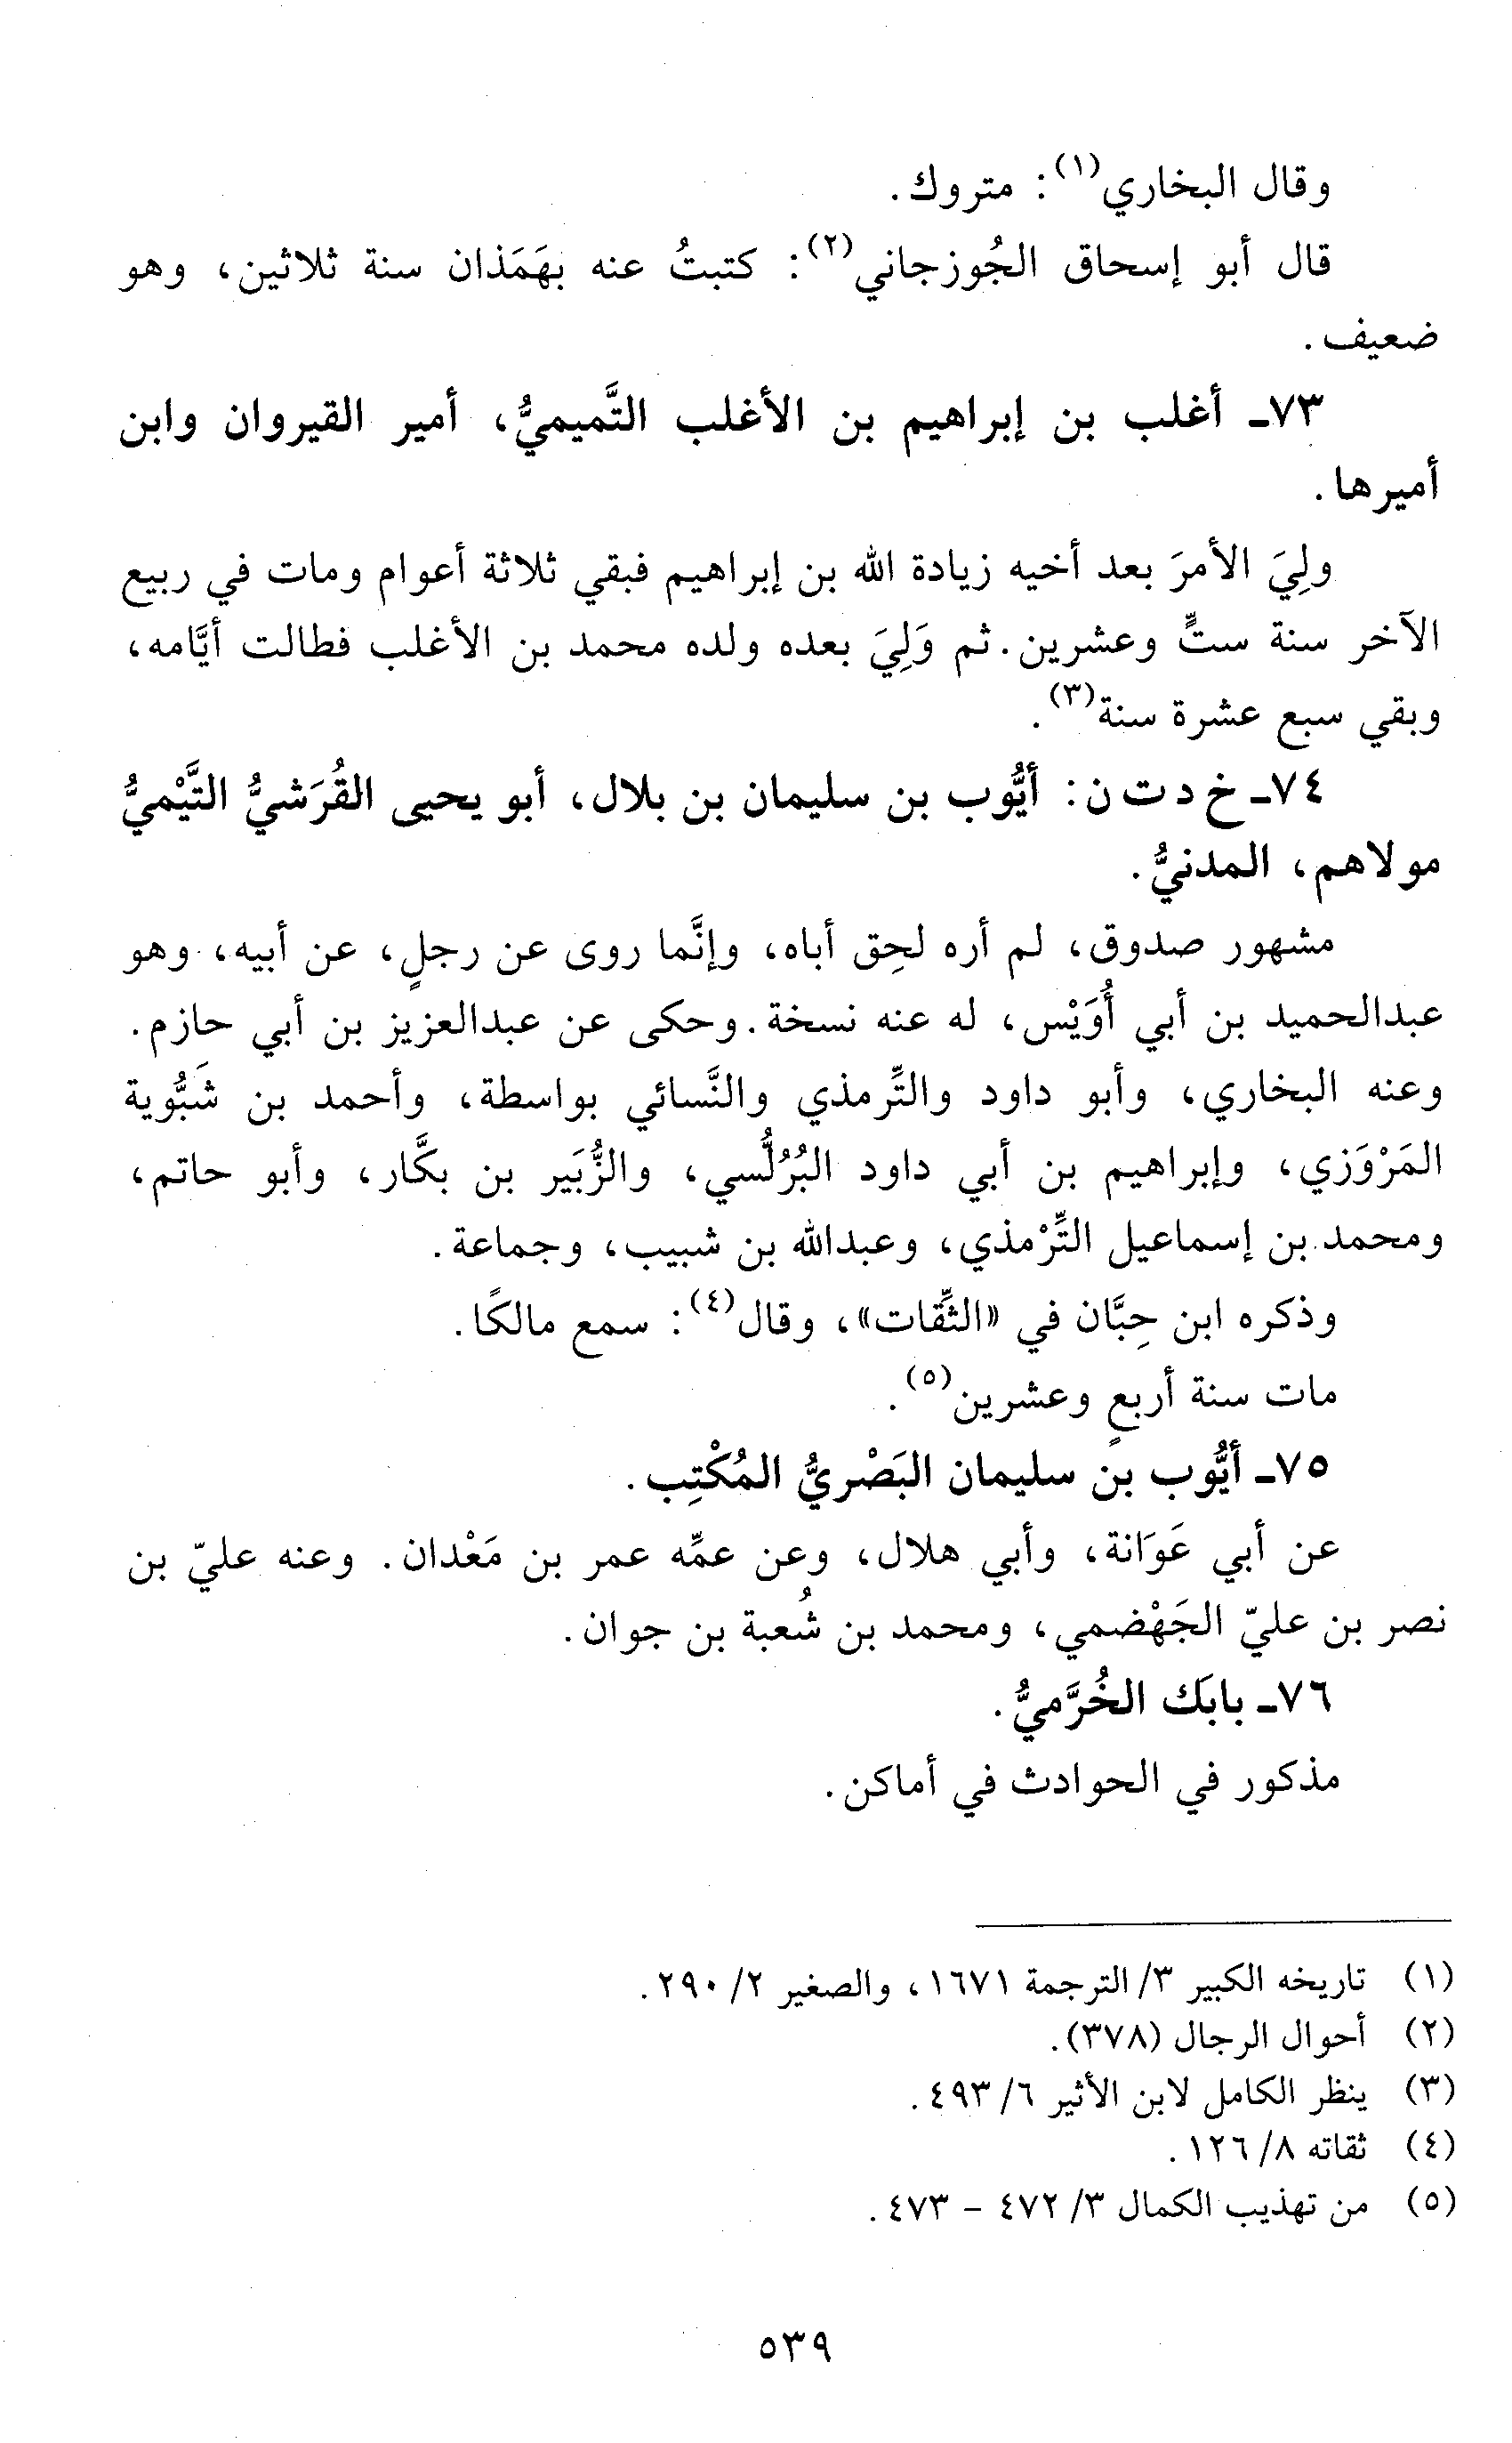 وقال البخاري(١): متروك.
قال أبو إسحاق الجُوزجاني(٢): كتبتُ عنه بهَمَذان سنة ثلاثين، وهو
ضعيف.
٧٣ـ أغلب بن إبراهيم بن الأغلب التَّميميُّ، أمير القيروان وابن
أميرها.
ولِيَ الأمرَ بعد أخيه زيادة الله بن إبراهيم فبقي ثلاثة أعوام ومات في ربيع
الآخر سنة ستٍّ وعشرين. ثم وَلِيَ بعده ولده محمد بن الأغلب فطالت أيَّامه،
وبقي سبع عشرة سنة(٣).
٧٤ـ خ د ت ن: أيُّوب بن سليمان بن بلال، أبو يحيى القُرَشيُّ التَّيْميُّ
مولاهم، المدنيُّ.
مشهور صدوق، لم أره لحِق أباه، وإنَّما روى عن رجلٍ، عن أبيه، وهو
عبدالحميد بن أبي أُوَيْس، له عنه نسخة. وحكى عن عبدالعزيز بن أبي حازم.
وعنه البخاري، وأبو داود والتِّرمذي والنَّسائي بواسطة، وأحمد بن شَبُّوية
المَرْوَزي، وإبراهيم بن أبي داود البُرُلُّسي، والزُّبَير بن بكَّار، وأبو حاتم،
ومحمد بن إسماعيل التِّرْمذي، وعبدالله بن شبيب، وجماعة.
وذكره ابن حِبَّان في «الثِّقات»، وقال(٤): سمع مالكًا.
مات سنة أربعٍ وعشرين(٥).
٧٥ـ أيُّوب بن سليمان البَصْريُّ المُكْتِب.
عن أبي عَوَانة، وأبي هلال، وعن عمِّه عمر بن مَعْدان. وعنه عليّ بن
نصر بن عليّ الجَهْضمي، ومحمد بن شُعبة بن جوان.
٧٦ـ بابَك الخُرَّميُّ.
مذكور في الحوادث في أماكن.
(١) تاريخه الكبير ٣/ الترجمة ١٦٧١، والصغير ٢/ ٢٩٠.
(٢) أحوال الرجال (٣٧٨).
(٣) ينظر الكامل لابن الأثير ٦/ ٤٩٣.
(٤) ثقاته ٨/ ١٢٦.
(٥) من تهذيب الكمال ٣/ ٤٧٢ - ٤٧٣.
٥٣٩